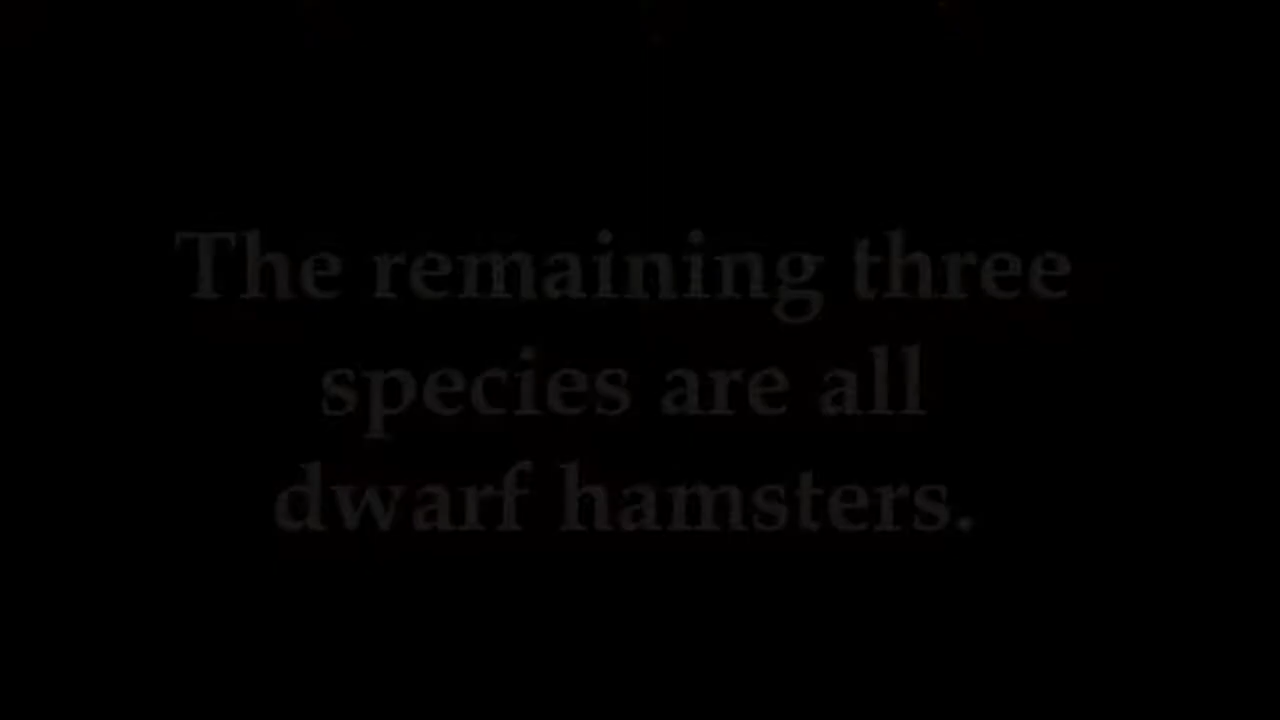 The remaining three
species are all
dwarf hamsters.